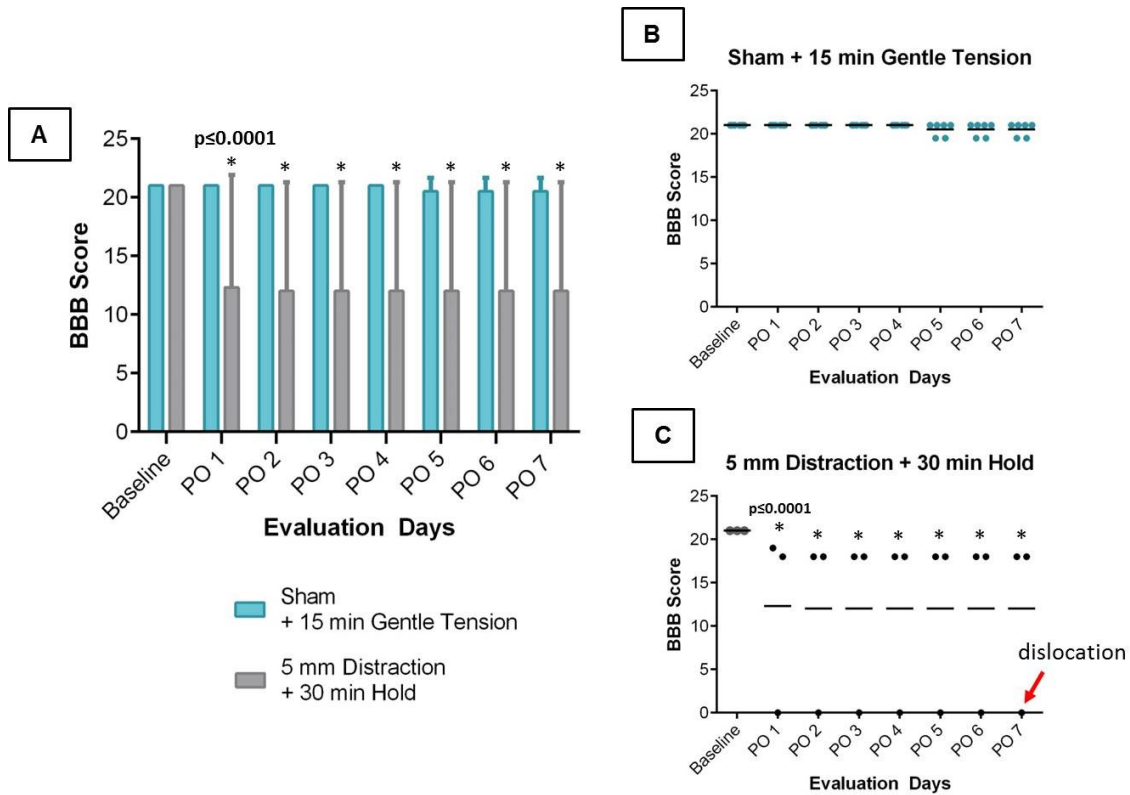 A
p≤0.0001
* * * * * * *
25
20
15
10
5
0
BBB Score
Baseline
PO 1
PO 2
PO 3
PO 4
PO 5
PO 6
PO 7
Evaluation Days
Sham
+ 15 min Gentle Tension
5 mm Distraction
+ 30 min Hold
B
Sham + 15 min Gentle Tension
25
20
15
10
5
0
BBB Score
Baseline
PO 1
PO 2
PO 3
PO 4
PO 5
PO 6
PO 7
Evaluation Days
C
5 mm Distraction + 30 min Hold
p≤0.0001
* * * * * * *
25
20
15
10
5
0
BBB Score
dislocation
Baseline
PO 1
PO 2
PO 3
PO 4
PO 5
PO 6
PO 7
Evaluation Days